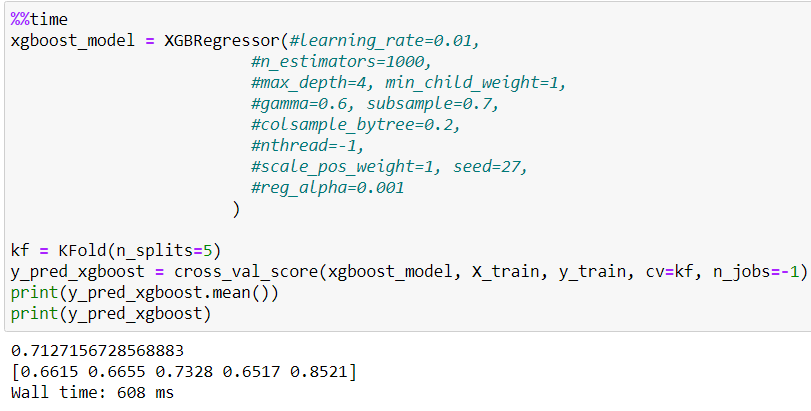 %%time
xgboost_model = XGBRegressor(#learning_rate=0.01,
#n_estimators=1000,
#max_depth=4, min_child_weight=1,
#gamma=0.6, subsample=0.7,
#colsample_bytree=0.2,
#nthread=-1,
#scale_pos_weight=1, seed=27,
#reg_alpha=0.001
)
kf = KFold(n_splits=5)
y_pred_xgboost = cross_val_score(xgboost_model, X_train, y_train, cv=kf, n_jobs=-1)
print(y_pred_xgboost.mean())
print(y_pred_xgboost)
0.7127156728568883
[0.6615 0.6655 0.7328 0.6517 0.8521]
Wall time: 608 ms